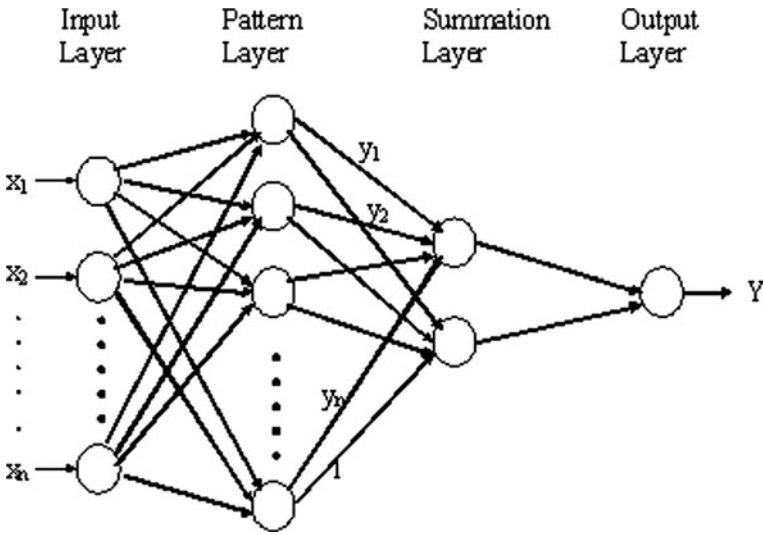 Input Layer
Pattern Layer
Summation Layer
Output Layer
y₁
x₁
y₂
x₂
Y
yₙ
1
xₙ